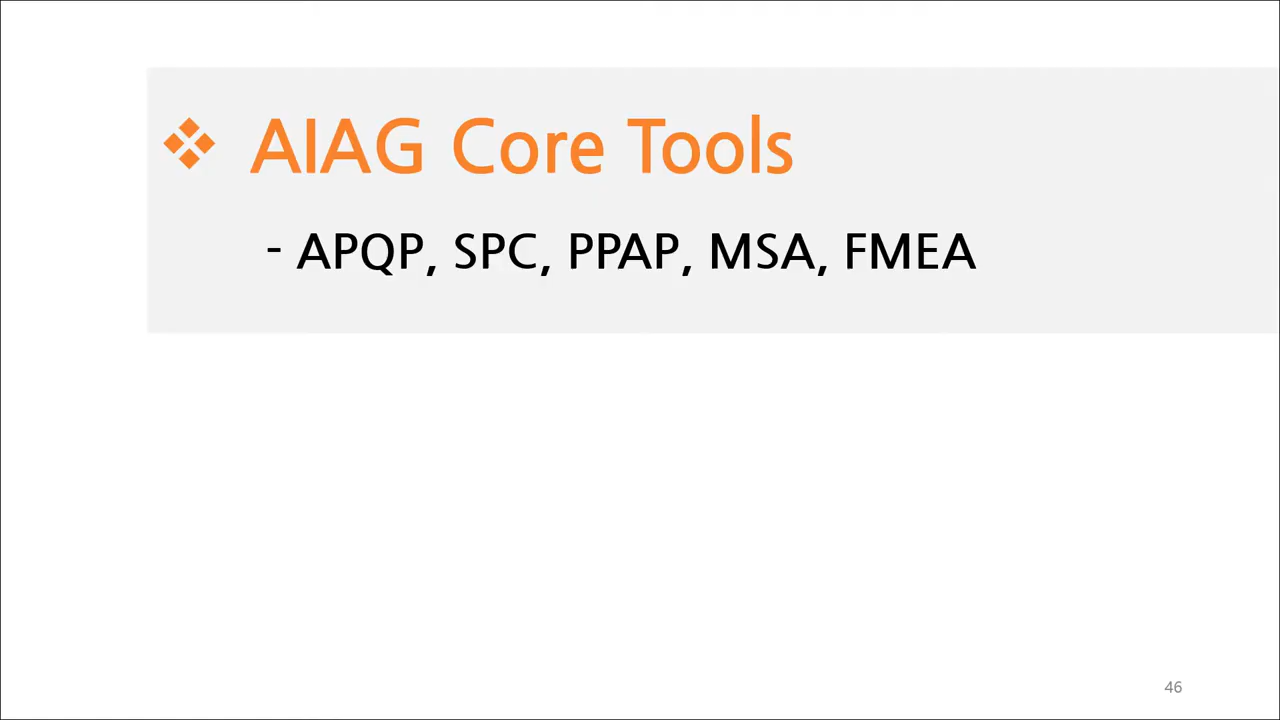 ❖ AIAG Core Tools
- APQP, SPC, PPAP, MSA, FMEA
46